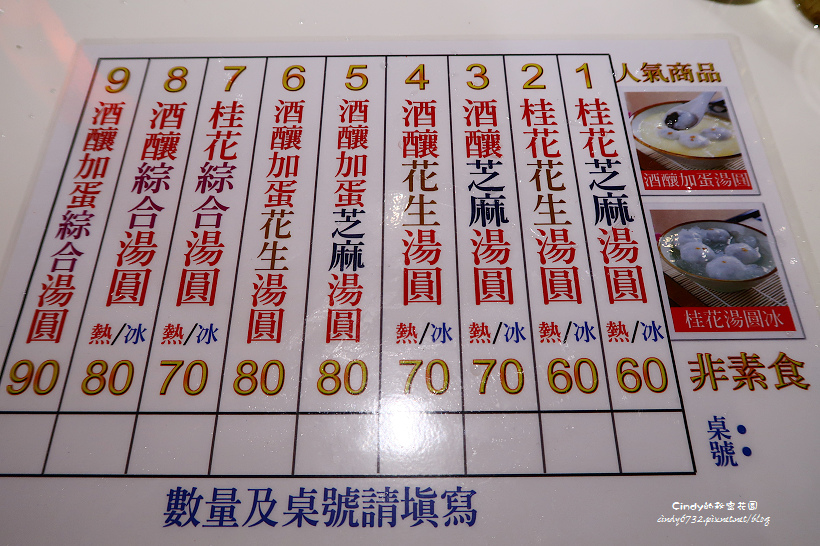 人氣商品
酒釀加蛋湯圓
桂花湯圓冰
非素食
桌號：
1
桂花芝麻湯圓
熱/冰
60
2
桂花花生湯圓
熱/冰
60
3
酒釀芝麻湯圓
熱/冰
70
4
酒釀花生湯圓
熱/冰
70
5
酒釀加蛋芝麻湯圓
80
6
酒釀加蛋花生湯圓
80
7
桂花綜合湯圓
熱/冰
70
8
酒釀綜合湯圓
熱/冰
80
9
酒釀加蛋綜合湯圓
90
數量及桌號請填寫
Cindy的秘密花園
cindy6732.pixnet.net/blog